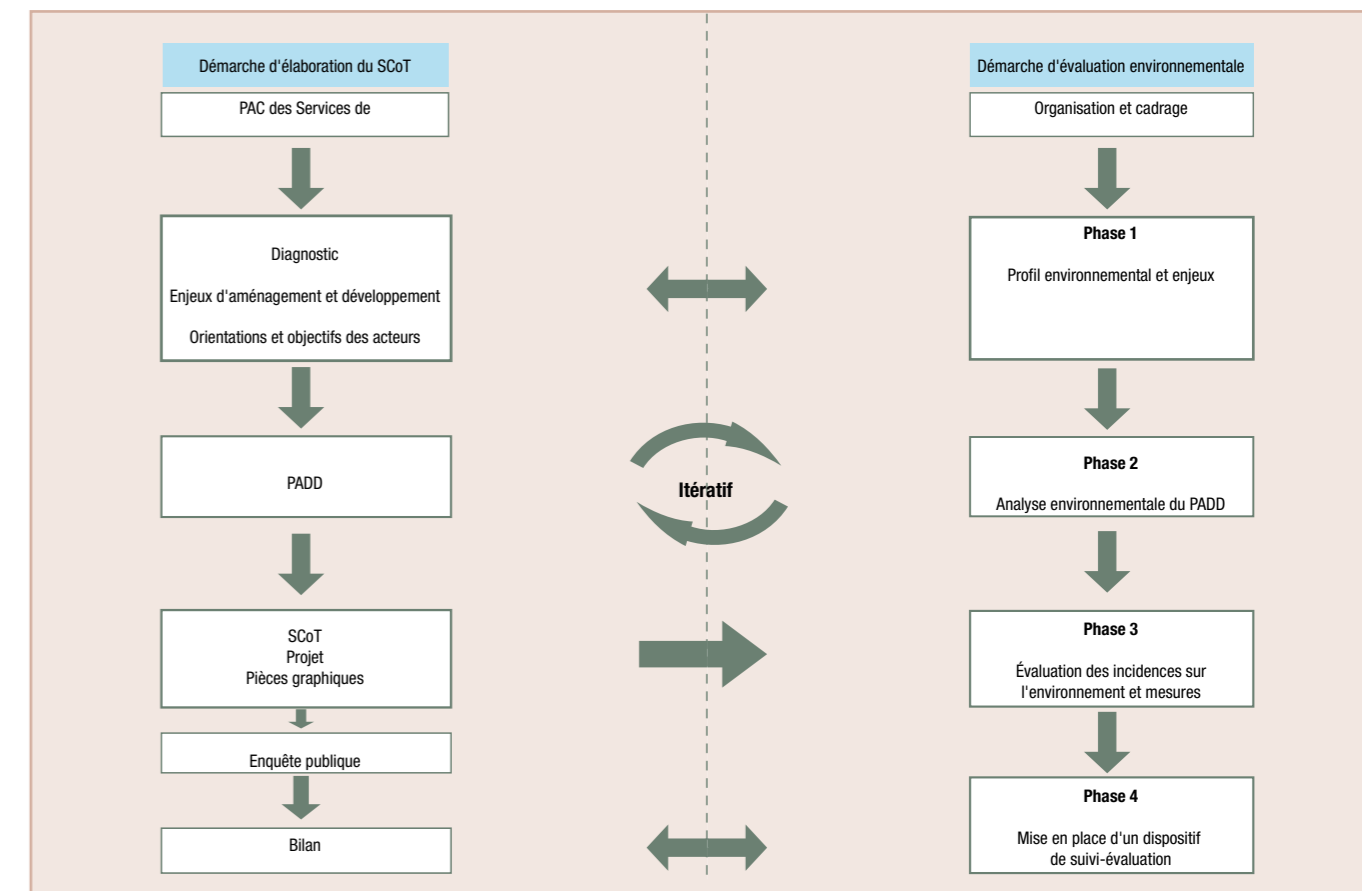 Démarche d'élaboration du SCoT
PAC des Services de
Diagnostic
Enjeux d'aménagement et développement
Orientations et objectifs des acteurs
PADD
SCoT
Projet
Pièces graphiques
Enquête publique
Bilan
Itératif
Démarche d'évaluation environnementale
Organisation et cadrage
Phase 1
Profil environnemental et enjeux
Phase 2
Analyse environnementale du PADD
Phase 3
Évaluation des incidences sur
l'environnement et mesures
Phase 4
Mise en place d'un dispositif
de suivi-évaluation